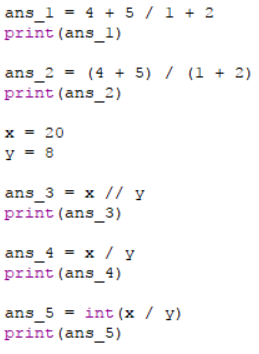 ans_1 = 4 + 5 / 1 + 2
print(ans_1)
ans_2 = (4 + 5) / (1 + 2)
print(ans_2)
x = 20
y = 8
ans_3 = x // y
print(ans_3)
ans_4 = x / y
print(ans_4)
ans_5 = int(x / y)
print(ans_5)